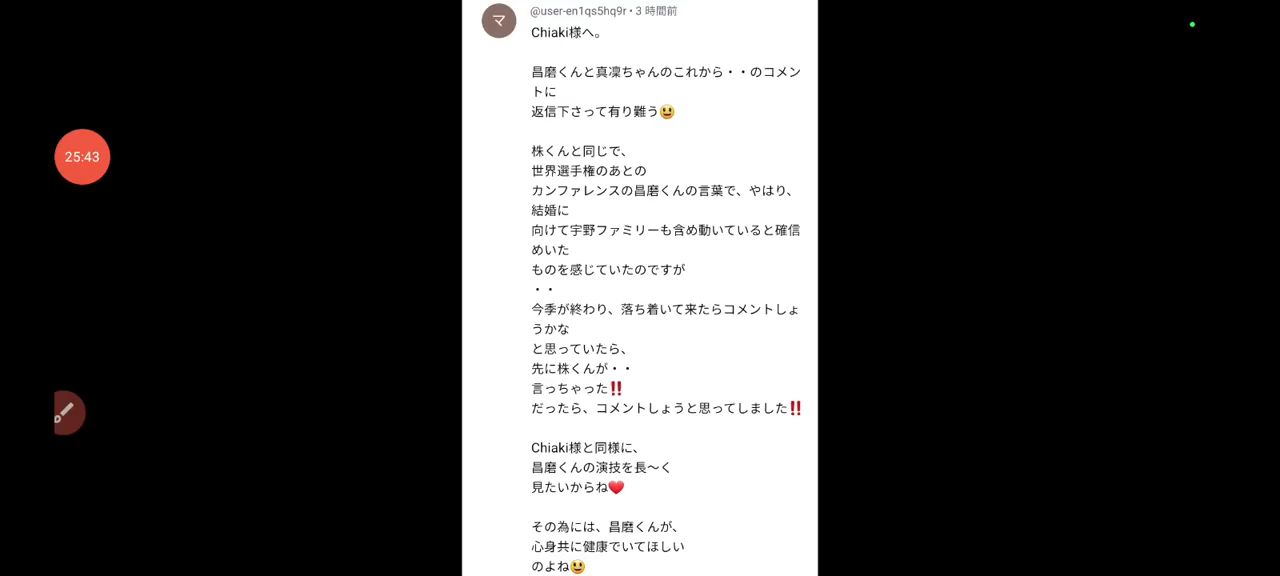 マ
@user-en1qs5hq9r • 3 時間前
Chiaki様へ。
昌磨くんと真凜ちゃんのこれから・・のコメン
トに
返信下さって有り難う😃
25:43
株くんと同じで、
世界選手権のあとの
カンファレンスの昌磨くんの言葉で、やはり、
結婚に
向けて宇野ファミリーも含め動いていると確信
めいた
ものを感じていたのですが
・・
今季が終わり、落ち着いて来たらコメントしょ
うかな
と思っていたら、
先に株くんが・・
言っちゃった‼️
だったら、コメントしょうと思ってしました‼️
Chiaki様と同様に、
昌磨くんの演技を長〜く
見たいからね❤️
その為には、昌磨くんが、
心身共に健康でいてほしい
のよね😃